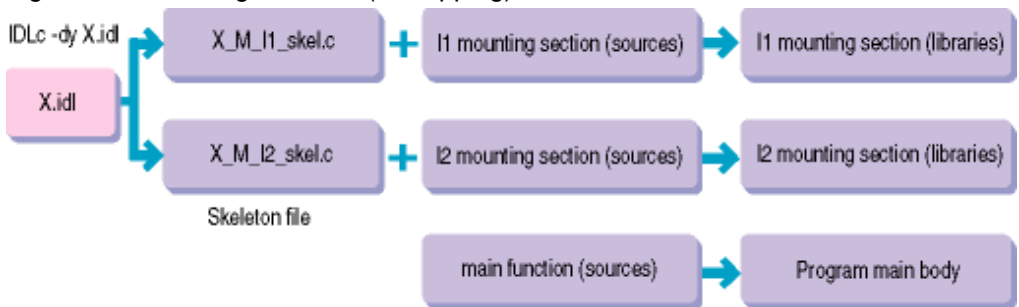 IDLc -dy X.idl
X_M_I1_skel.c
I1 mounting section (sources)
I1 mounting section (libraries)
X.idl
X_M_I2_skel.c
I2 mounting section (sources)
I2 mounting section (libraries)
Skeleton file
main function (sources)
Program main body